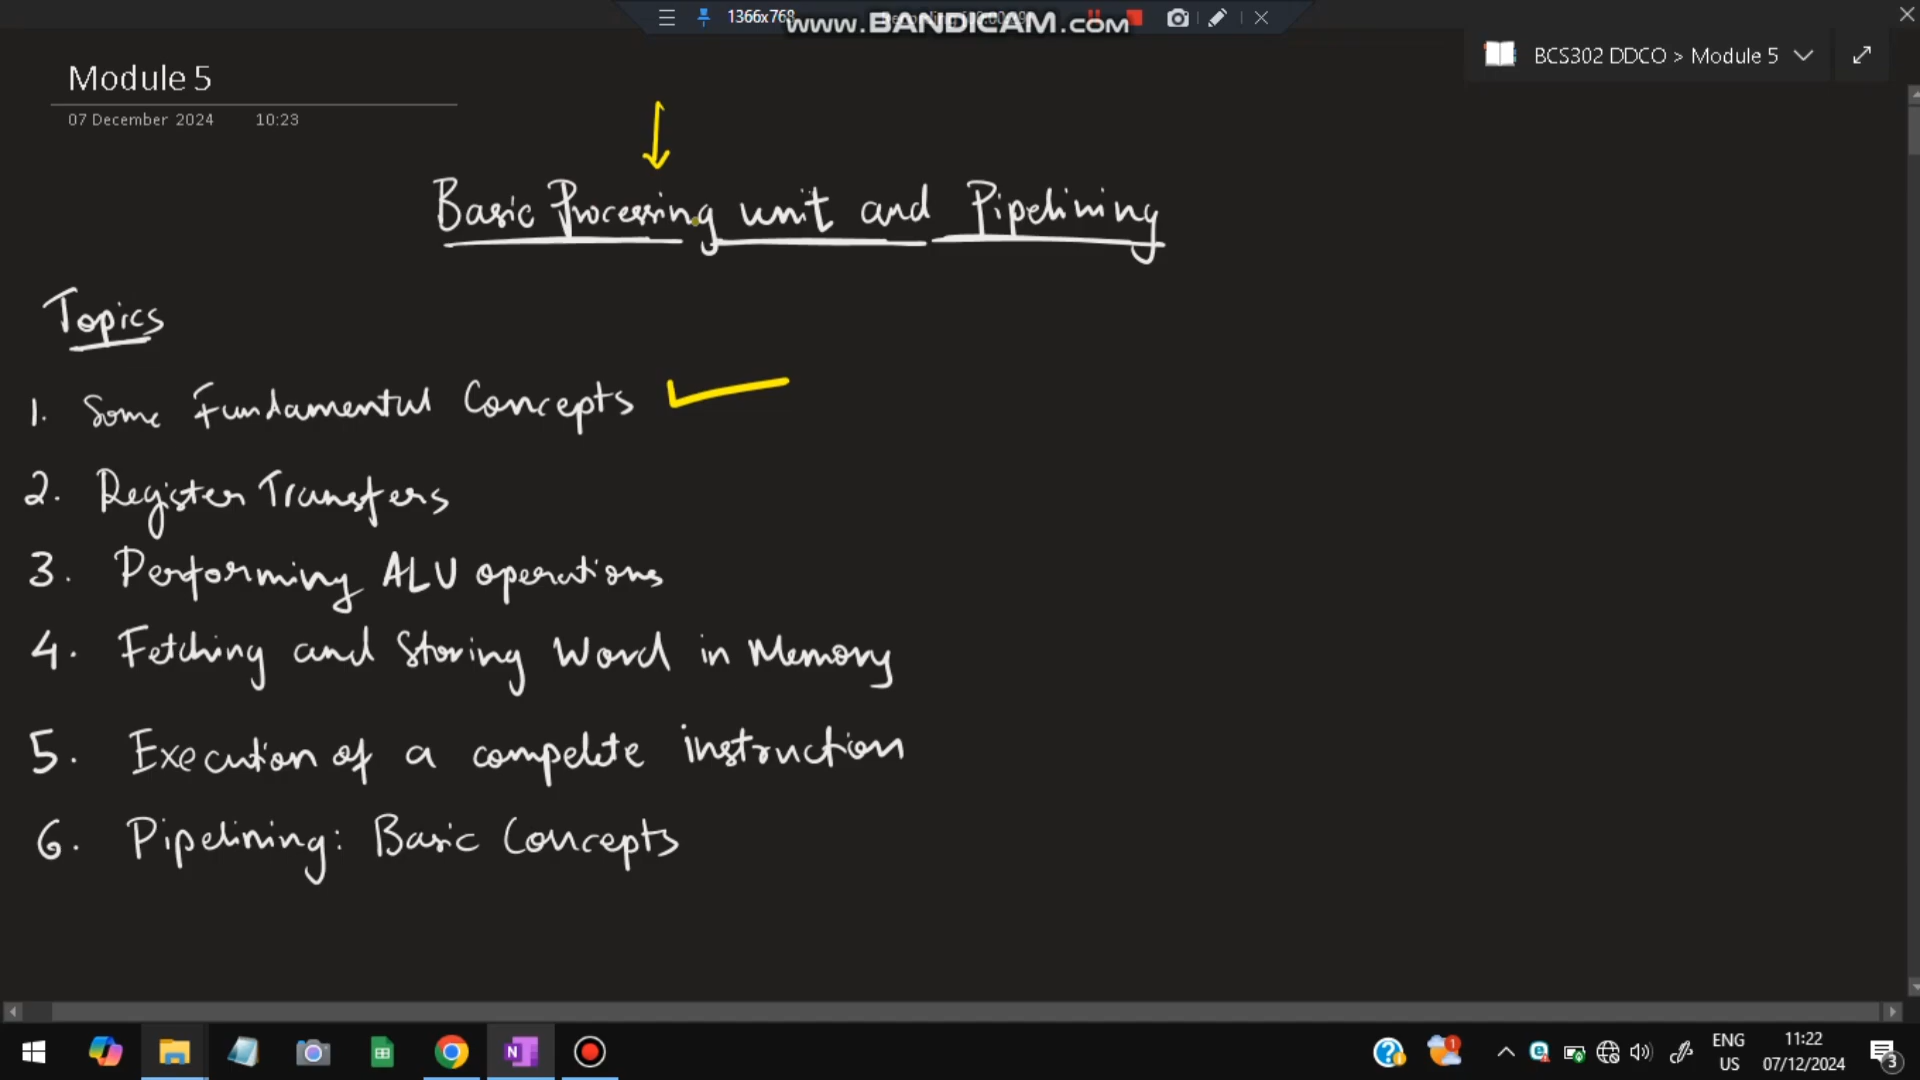 1366x768
www.BANDICAM.com
BCS302 DDCO > Module 5
Module 5
07 December 2024 10:23
Basic Processing unit and Pipelining
Topics
1. Some Fundamental Concepts
2. Register Transfers
3. Performing ALU operations
4. Fetching and Storing Word in Memory
5. Execution of a compelete instruction
6. Pipelining: Basic Concepts
ENG 11:22
US 07/12/2024 3